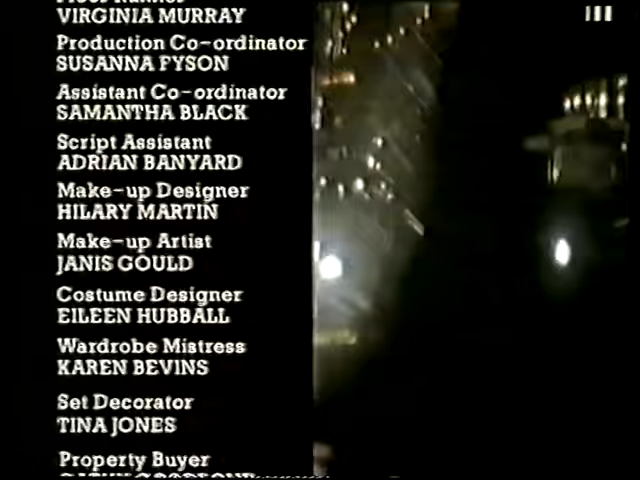 VIRGINIA MURRAY
Production Co-ordinator
SUSANNA FYSON
Assistant Co-ordinator
SAMANTHA BLACK
Script Assistant
ADRIAN BANYARD
Make-up Designer
HILARY MARTIN
Make-up Artist
JANIS GOULD
Costume Designer
EILEEN HUBBALL
Wardrobe Mistress
KAREN BEVINS
Set Decorator
TINA JONES
Property Buyer